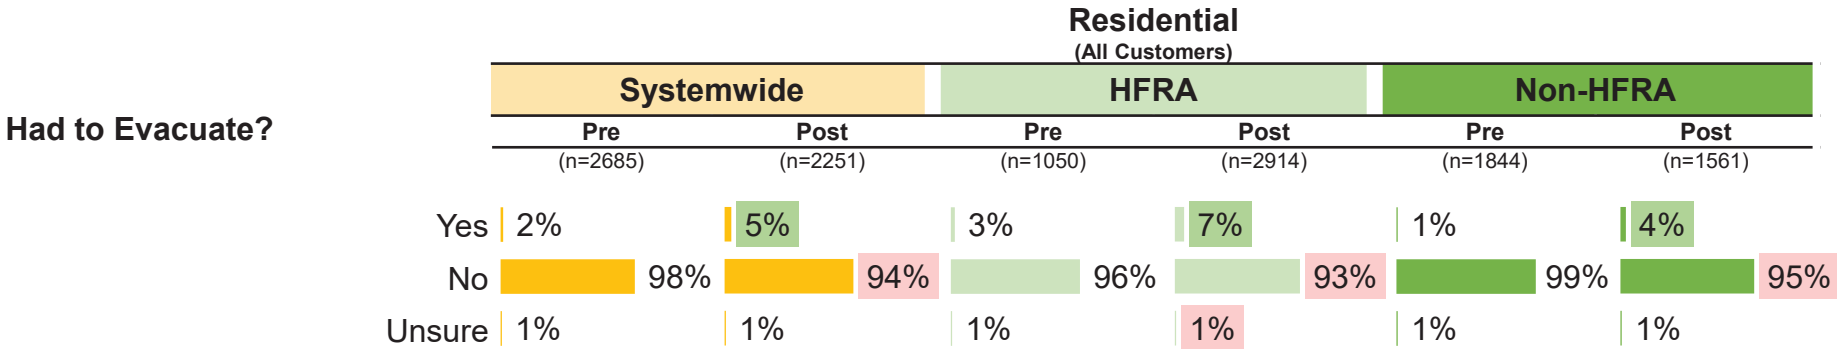 Residential
(All Customers)
Systemwide HFRA Non-HFRA
Had to Evacuate? Pre Post Pre Post Pre Post
(n=2685) (n=2251) (n=1050) (n=2914) (n=1844) (n=1561)
Yes 2% 5% 3% 7% 1% 4%
No 98% 94% 96% 93% 99% 95%
Unsure 1% 1% 1% 1% 1% 1%